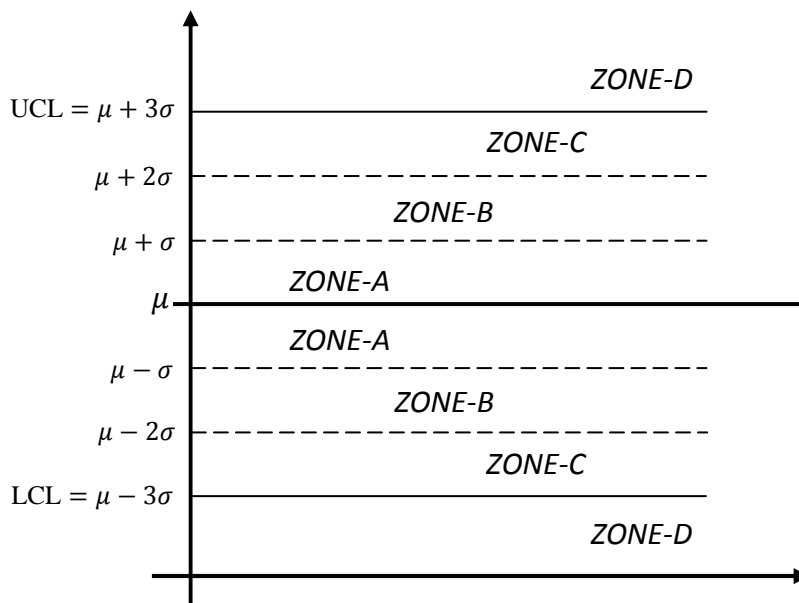 ZONE-D
UCL = μ + 3σ
ZONE-C
μ + 2σ
ZONE-B
μ + σ
ZONE-A
μ
ZONE-A
μ − σ
ZONE-B
μ − 2σ
ZONE-C
LCL = μ − 3σ
ZONE-D